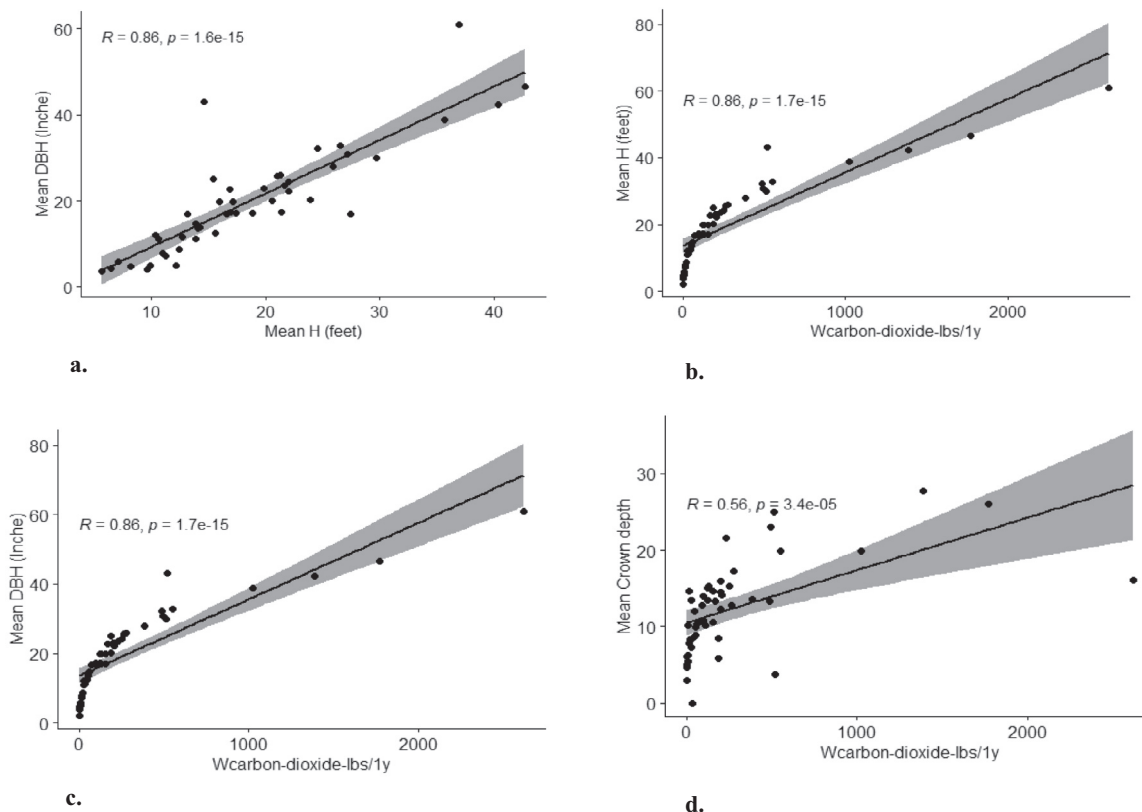 R = 0.86, p = 1.6e-15
60
40
20
0
Mean DBH (Inche)
10
20
30
40
Mean H (feet)
a.
R = 0.86, p = 1.7e-15
80
60
40
20
0
Mean H (feet))
0
1000
2000
Wcarbon-dioxide-lbs/1y
b.
R = 0.86, p = 1.7e-15
80
60
40
20
0
Mean DBH (Inche)
0
1000
2000
Wcarbon-dioxide-lbs/1y
c.
R = 0.56, p = 3.4e-05
30
20
10
0
Mean Crown depth
0
1000
2000
Wcarbon-dioxide-lbs/1y
d.